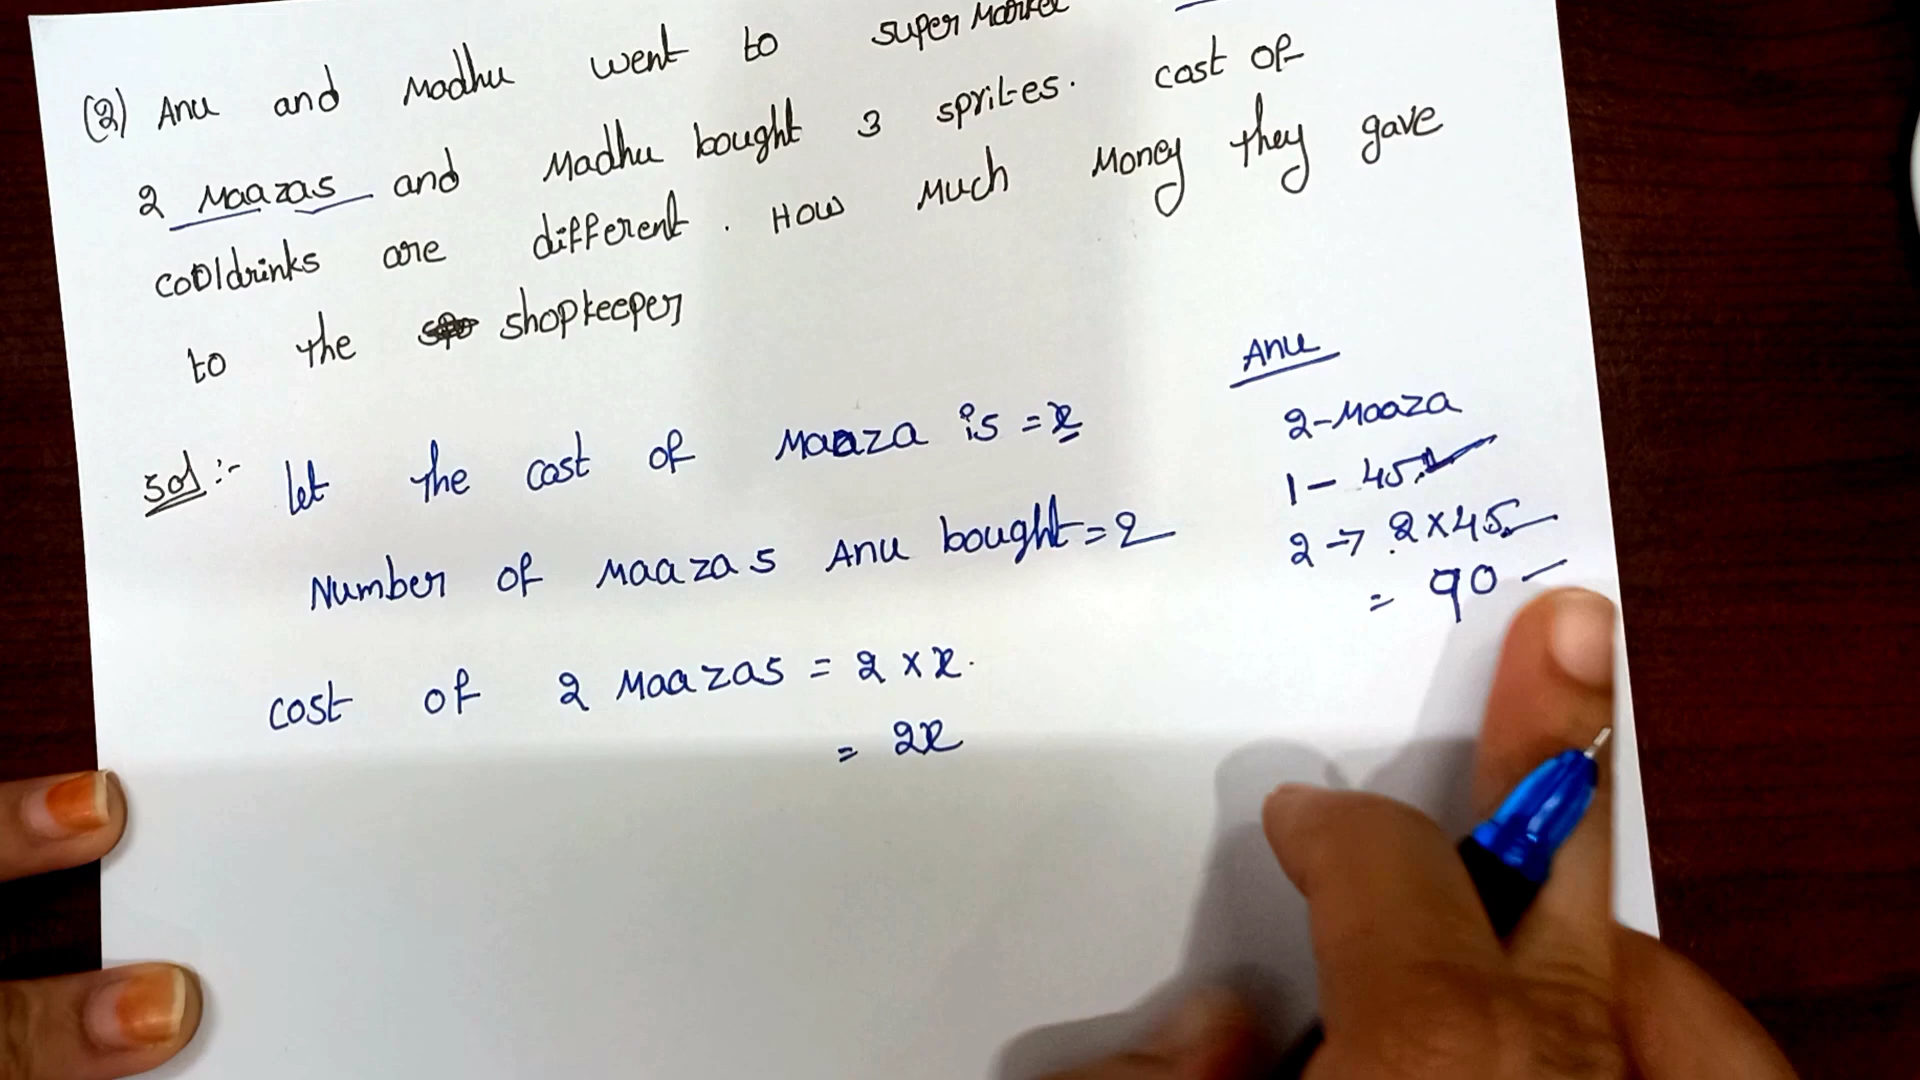 (2) Anu and Madhu went to super Market
2 Maazas and Madhu bought 3 sprites. cost of
cooldrinks are different. How much Money they gave
to the shopkeeper
Sol:- let the cost of Maaza is = x
Number of Maazas Anu bought = 2
cost of 2 Maazas = 2 × x.
= 2x
Anu
2-Maaza
1 - 45
2 → 2×45
= 90